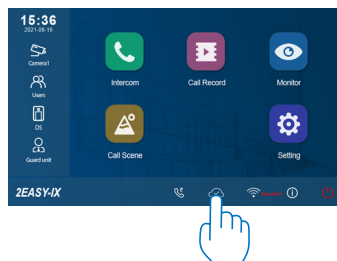 15:36
2021-08-16
Camera1
Users
DS
Guard unit
Intercom
Call Record
Monitor
Call Scene
Setting
2EASY-IX